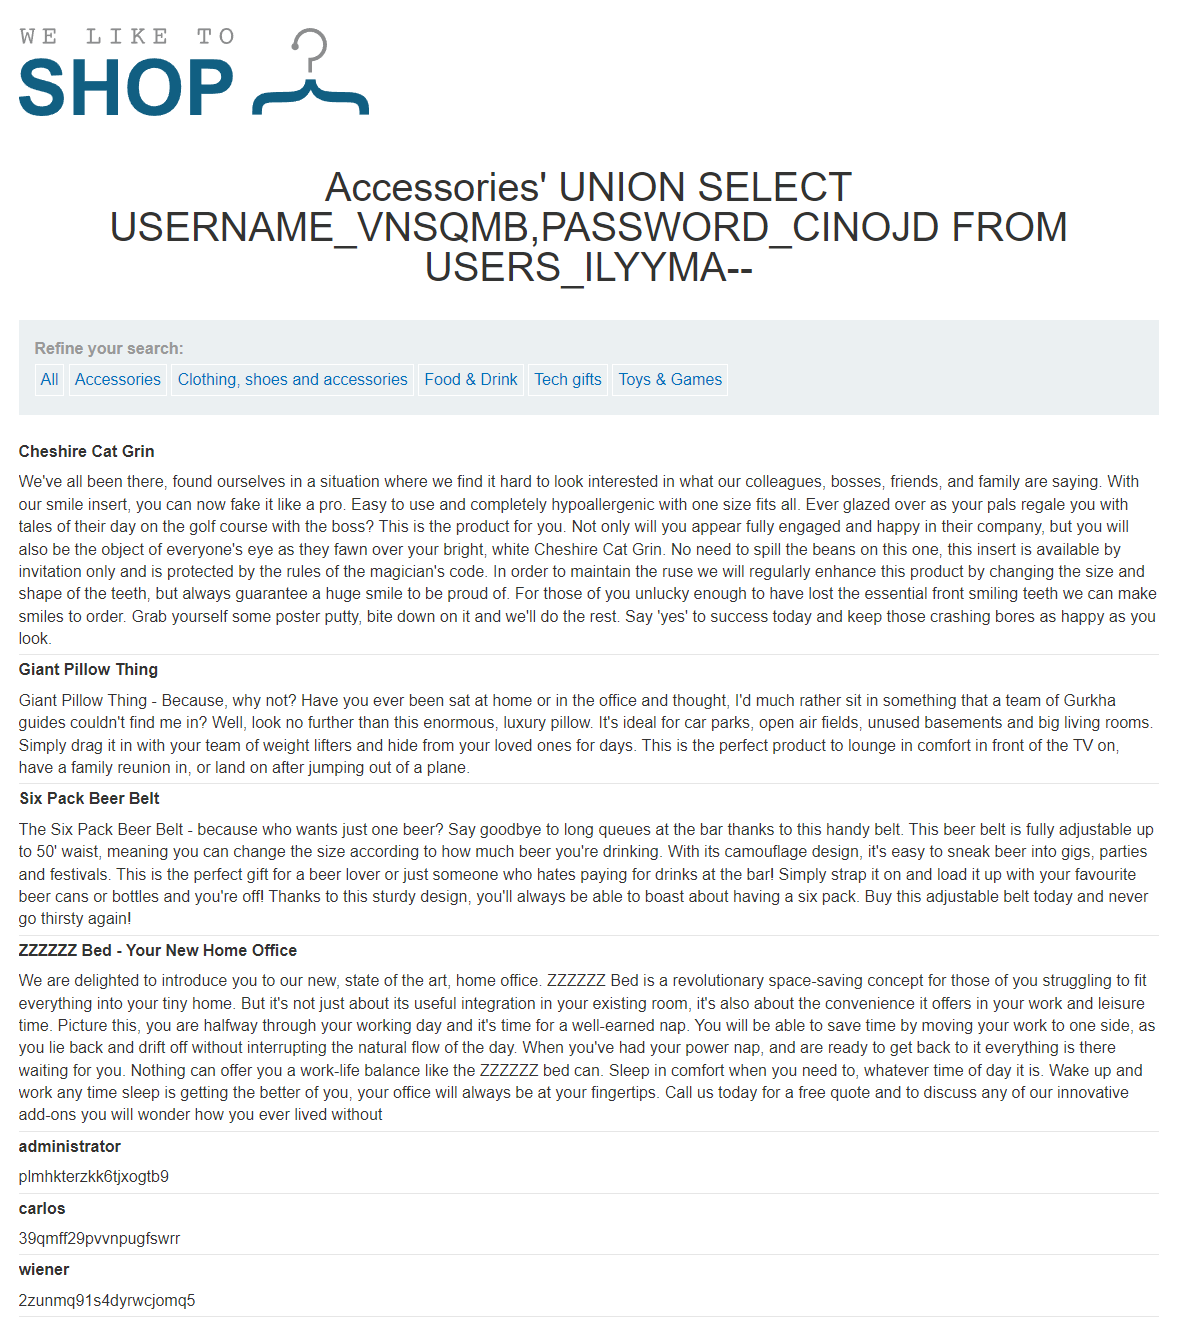 WE LIKE TO
SHOP
Accessories' UNION SELECT
USERNAME_VNSQMB,PASSWORD_CINOJD FROM
USERS_ILYYMA--
Refine your search:
All Accessories Clothing, shoes and accessories Food & Drink Tech gifts Toys & Games
Cheshire Cat Grin
We've all been there, found ourselves in a situation where we find it hard to look interested in what our colleagues, bosses, friends, and family are saying. With
our smile insert, you can now fake it like a pro. Easy to use and completely hypoallergenic with one size fits all. Ever glazed over as your pals regale you with
tales of their day on the golf course with the boss? This is the product for you. Not only will you appear fully engaged and happy in their company, but you will
also be the object of everyone's eye as they fawn over your bright, white Cheshire Cat Grin. No need to spill the beans on this one, this insert is available by
invitation only and is protected by the rules of the magician's code. In order to maintain the ruse we will regularly enhance this product by changing the size and
shape of the teeth, but always guarantee a huge smile to be proud of. For those of you unlucky enough to have lost the essential front smiling teeth we can make
smiles to order. Grab yourself some poster putty, bite down on it and we'll do the rest. Say 'yes' to success today and keep those crashing bores as happy as you
look.
Giant Pillow Thing
Giant Pillow Thing - Because, why not? Have you ever been sat at home or in the office and thought, I'd much rather sit in something that a team of Gurkha
guides couldn't find me in? Well, look no further than this enormous, luxury pillow. It's ideal for car parks, open air fields, unused basements and big living rooms.
Simply drag it in with your team of weight lifters and hide from your loved ones for days. This is the perfect product to lounge in comfort in front of the TV on,
have a family reunion in, or land on after jumping out of a plane.
Six Pack Beer Belt
The Six Pack Beer Belt - because who wants just one beer? Say goodbye to long queues at the bar thanks to this handy belt. This beer belt is fully adjustable up
to 50' waist, meaning you can change the size according to how much beer you're drinking. With its camouflage design, it's easy to sneak beer into gigs, parties
and festivals. This is the perfect gift for a beer lover or just someone who hates paying for drinks at the bar! Simply strap it on and load it up with your favourite
beer cans or bottles and you're off! Thanks to this sturdy design, you'll always be able to boast about having a six pack. Buy this adjustable belt today and never
go thirsty again!
ZZZZZZ Bed - Your New Home Office
We are delighted to introduce you to our new, state of the art, home office. ZZZZZZ Bed is a revolutionary space-saving concept for those of you struggling to fit
everything into your tiny home. But it's not just about its useful integration in your existing room, it's also about the convenience it offers in your work and leisure
time. Picture this, you are halfway through your working day and it's time for a well-earned nap. You will be able to save time by moving your work to one side, as
you lie back and drift off without interrupting the natural flow of the day. When you've had your power nap, and are ready to get back to it everything is there
waiting for you. Nothing can offer you a work-life balance like the ZZZZZZ bed can. Sleep in comfort when you need to, whatever time of day it is. Wake up and
work any time sleep is getting the better of you, your office will always be at your fingertips. Call us today for a free quote and to discuss any of our innovative
add-ons you will wonder how you ever lived without
administrator
plmhkterzkk6tjxogtb9
carlos
39qmff29pvvnpugfswrr
wiener
2zunmq91s4dyrwcjomq5